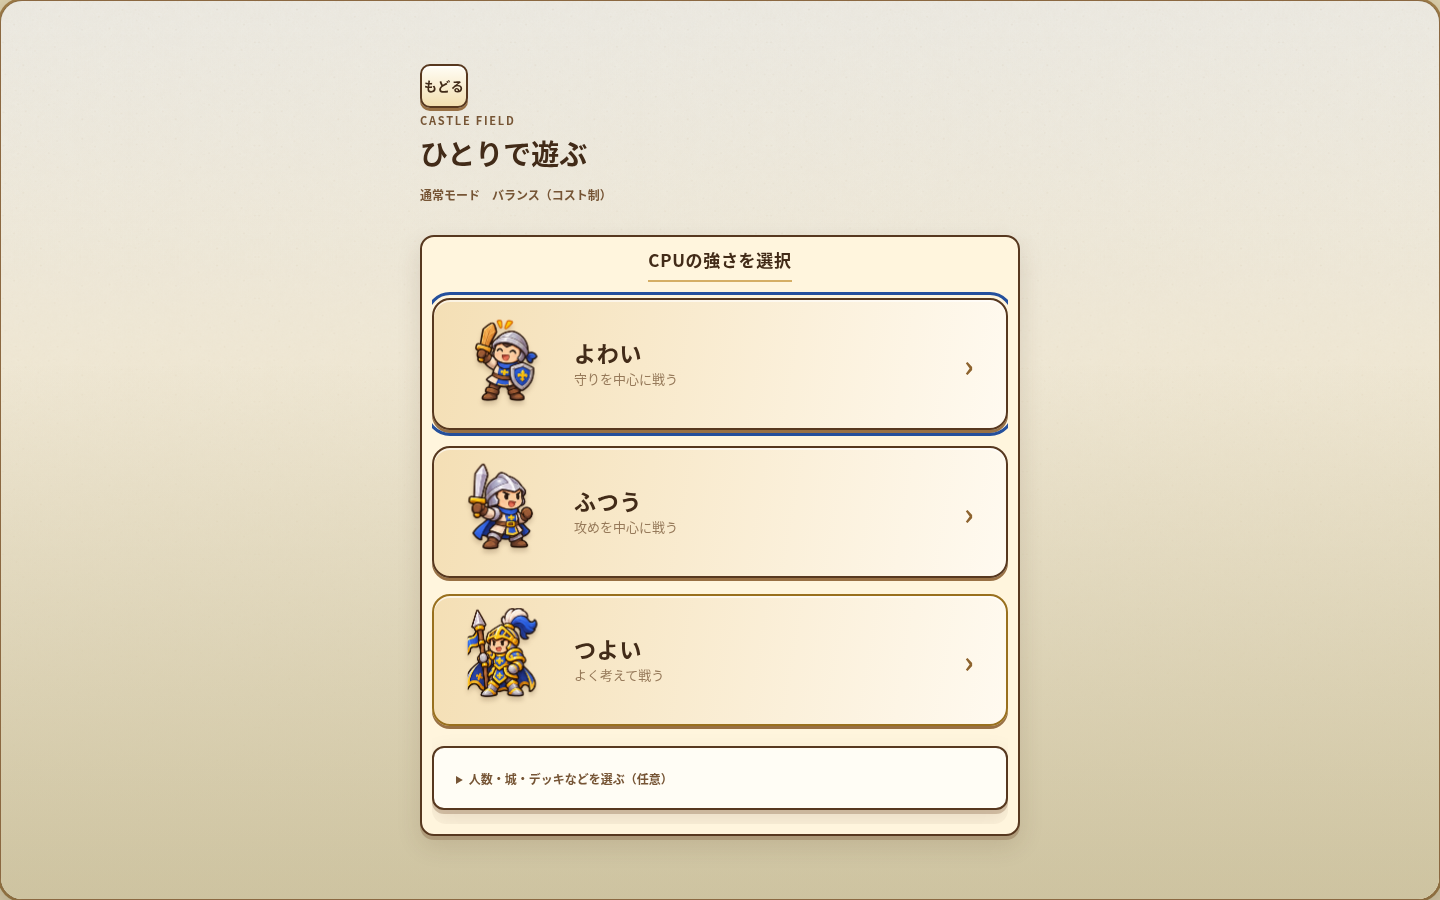 もどる
CASTLE FIELD
ひとりで遊ぶ
通常モード　バランス（コスト制）
CPUの強さを選択
よわい
守りを中心に戦う
ふつう
攻めを中心に戦う
つよい
よく考えて戦う
人数・城・デッキなどを選ぶ（任意）